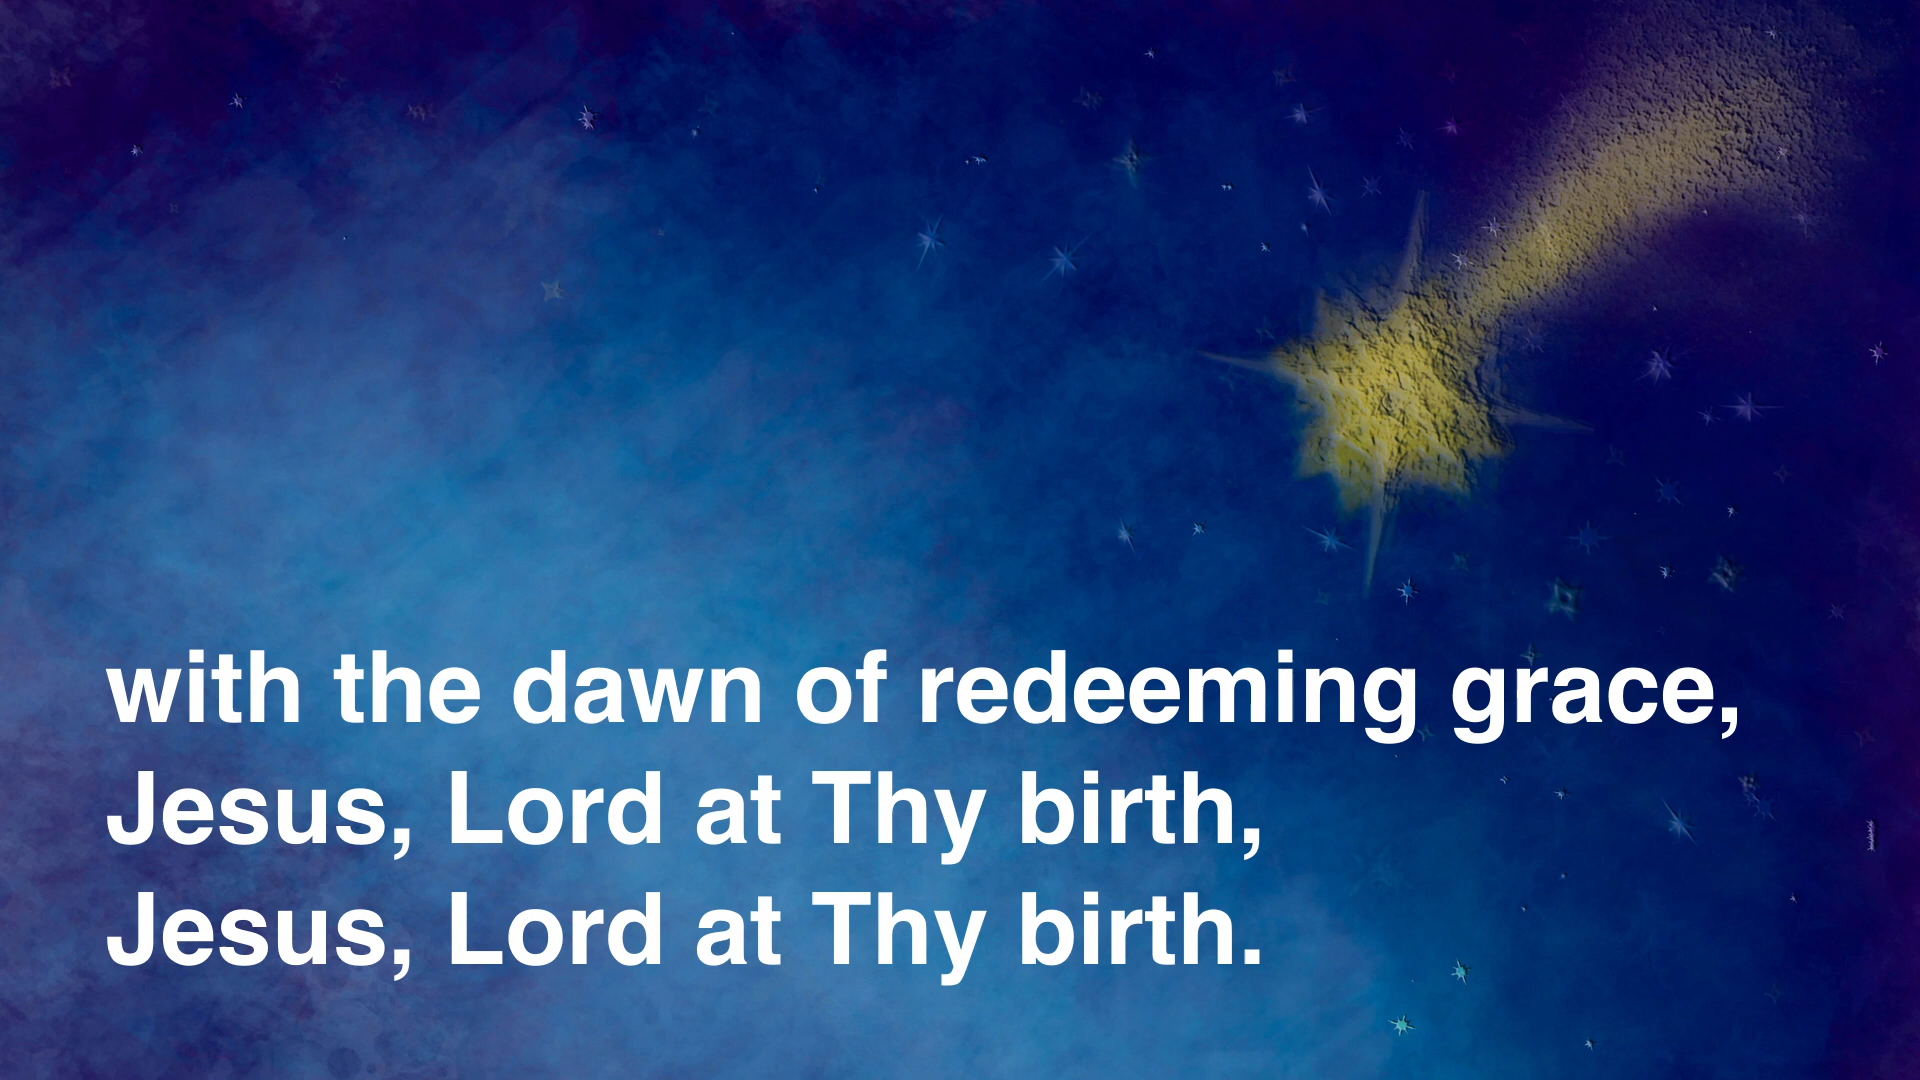 with the dawn of redeeming grace,
Jesus, Lord at Thy birth,
Jesus, Lord at Thy birth.